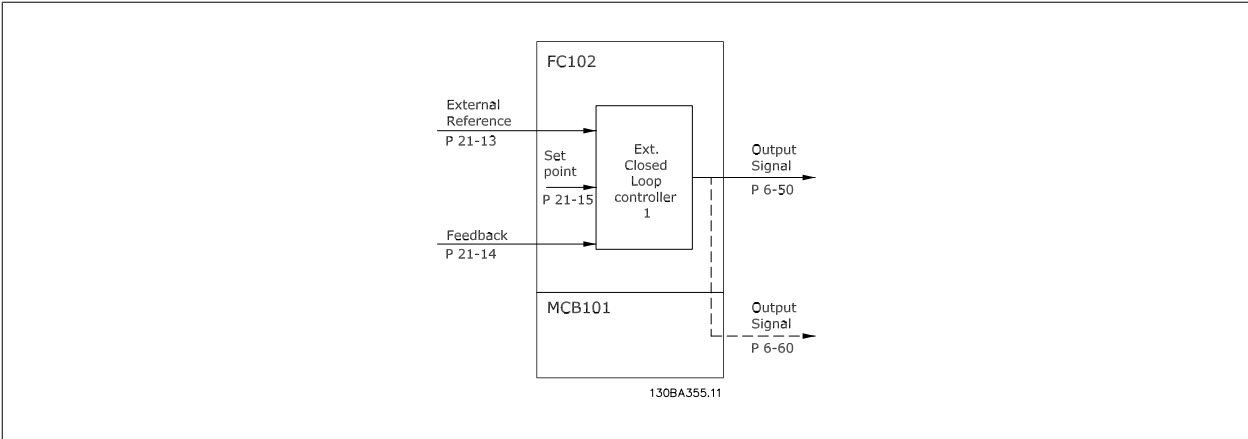 FC102
External
Reference
P 21-13
Set
point
P 21-15
Feedback
P 21-14
Ext.
Closed
Loop
controller
1
Output
Signal
P 6-50
MCB101
Output
Signal
P 6-60
130BA355.11